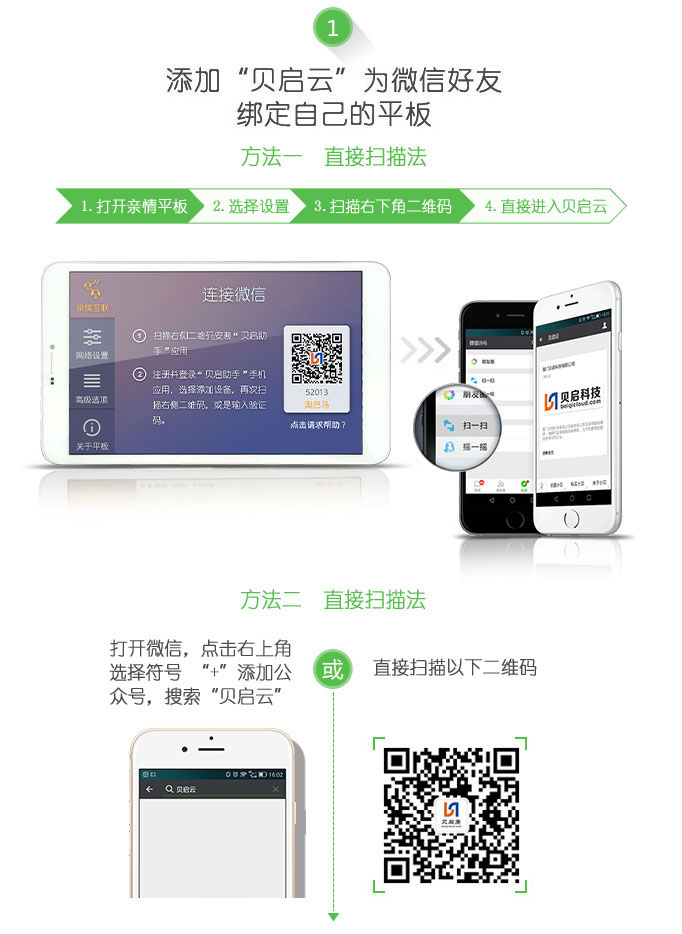 1
添加“贝启云”为微信好友
绑定自己的平板
方法一 直接扫描法
1.打开亲情平板
2.选择设置
3.扫描右下角二维码
4.直接进入贝启云
亲情互联
网络设置
高级选项
关于平板
连接微信
1 扫描右侧二维码安装“贝启助
手”应用
2 注册并登录“贝启助手”手机
应用，选择添加设备，再次扫
描右侧二维码，或是输入验证
码。
52013
奥巴马
点击请求帮助？
朋友圈
扫一扫
朋友圈
扫一扫
摇一摇
贝启云
贝启科技
beiqicloud.com
方法二 直接扫描法
打开微信，点击右上角
选择符号 “+”添加公
众号，搜索“贝启云”
或
直接扫描以下二维码
16:02
贝启云